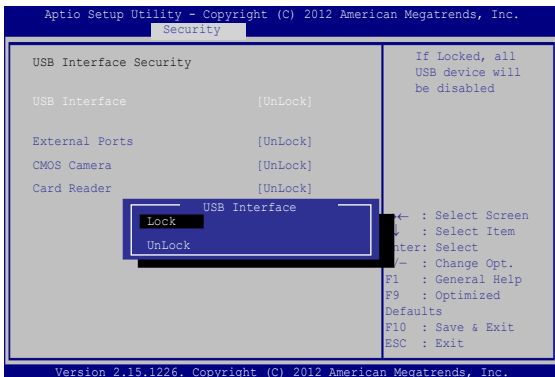 Aptio Setup Utility - Copyright (C) 2012 American Megatrends, Inc.
Security
USB Interface Security
USB Interface [UnLock]
External Ports [UnLock]
CMOS Camera [UnLock]
Card Reader [UnLock]
USB Interface
Lock
UnLock
If Locked, all
USB device will
be disabled
← : Select Screen
↓ : Select Item
nter: Select
/— : Change Opt.
F1 : General Help
F9 : Optimized
Defaults
F10 : Save & Exit
ESC : Exit
Version 2.15.1226. Copyright (C) 2012 American Megatrends, Inc.